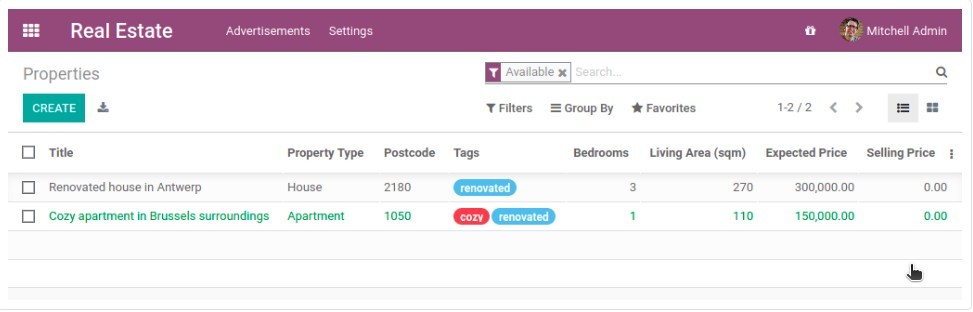 Real Estate Advertisements Settings Mitchell Admin
Properties
Available Search...
CREATE Filters Group By Favorites 1-2 / 2
Title Property Type Postcode Tags Bedrooms Living Area (sqm) Expected Price Selling Price
Renovated house in Antwerp House 2180 renovated 3 270 300,000.00 0.00
Cozy apartment in Brussels surroundings Apartment 1050 cozy renovated 1 110 150,000.00 0.00